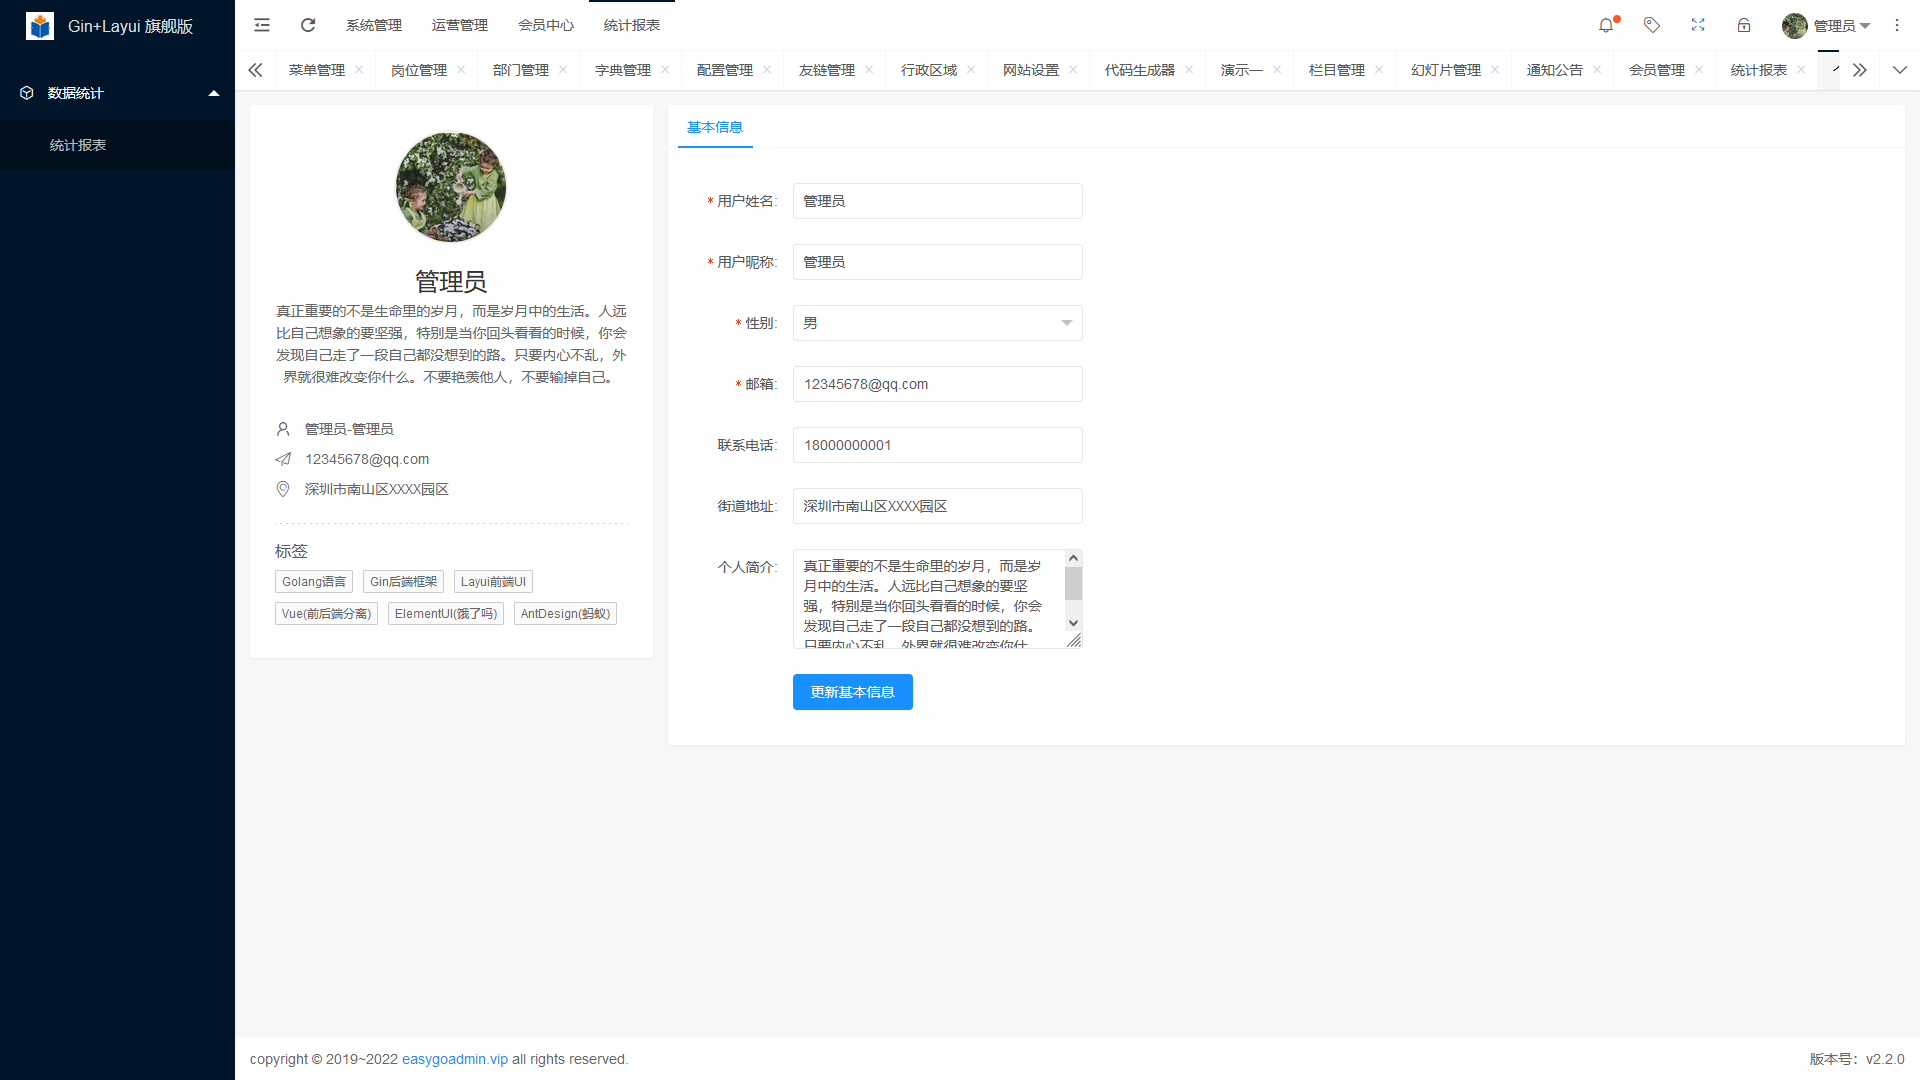 Gin+Layui 旗舰版
数据统计
统计报表
系统管理
运营管理
会员中心
统计报表
管理员
菜单管理
岗位管理
部门管理
字典管理
配置管理
友链管理
行政区域
网站设置
代码生成器
演示一
栏目管理
幻灯片管理
通知公告
会员管理
统计报表
管理员
真正重要的不是生命里的岁月，而是岁月中的生活。人远
比自己想象的要坚强，特别是当你回头看看的时候，你会
发现自己走了一段自己都没想到的路。只要内心不乱，外
界就很难改变你什么。不要艳羡他人，不要输掉自己。
管理员-管理员
12345678@qq.com
深圳市南山区XXXX园区
标签
Golang语言
Gin后端框架
Layui前端UI
Vue(前后端分离)
ElementUI(饿了吗)
AntDesign(蚂蚁)
基本信息
* 用户姓名:
管理员
* 用户昵称:
管理员
* 性别:
男
* 邮箱:
12345678@qq.com
联系电话:
18000000001
街道地址:
深圳市南山区XXXX园区
个人简介:
真正重要的不是生命里的岁月，而是岁
月中的生活。人远比自己想象的要坚
强，特别是当你回头看看的时候，你会
发现自己走了一段自己都没想到的路。
只要内心不乱，外界就很难改变你什
更新基本信息
copyright © 2019~2022 easygoadmin.vip all rights reserved.
版本号：v2.2.0